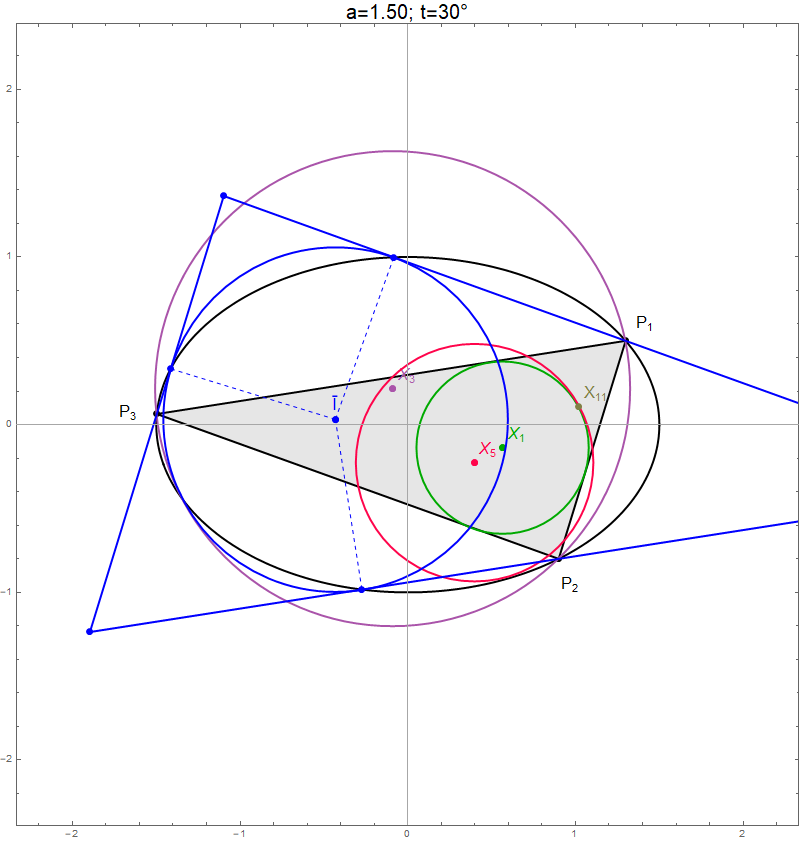 a=1.50; t=30°
2
1
P₁
X₃
X₁₁
P₃
Ī
0
X₁
X₅
P₂
−1
−2
−2
−1
0
1
2